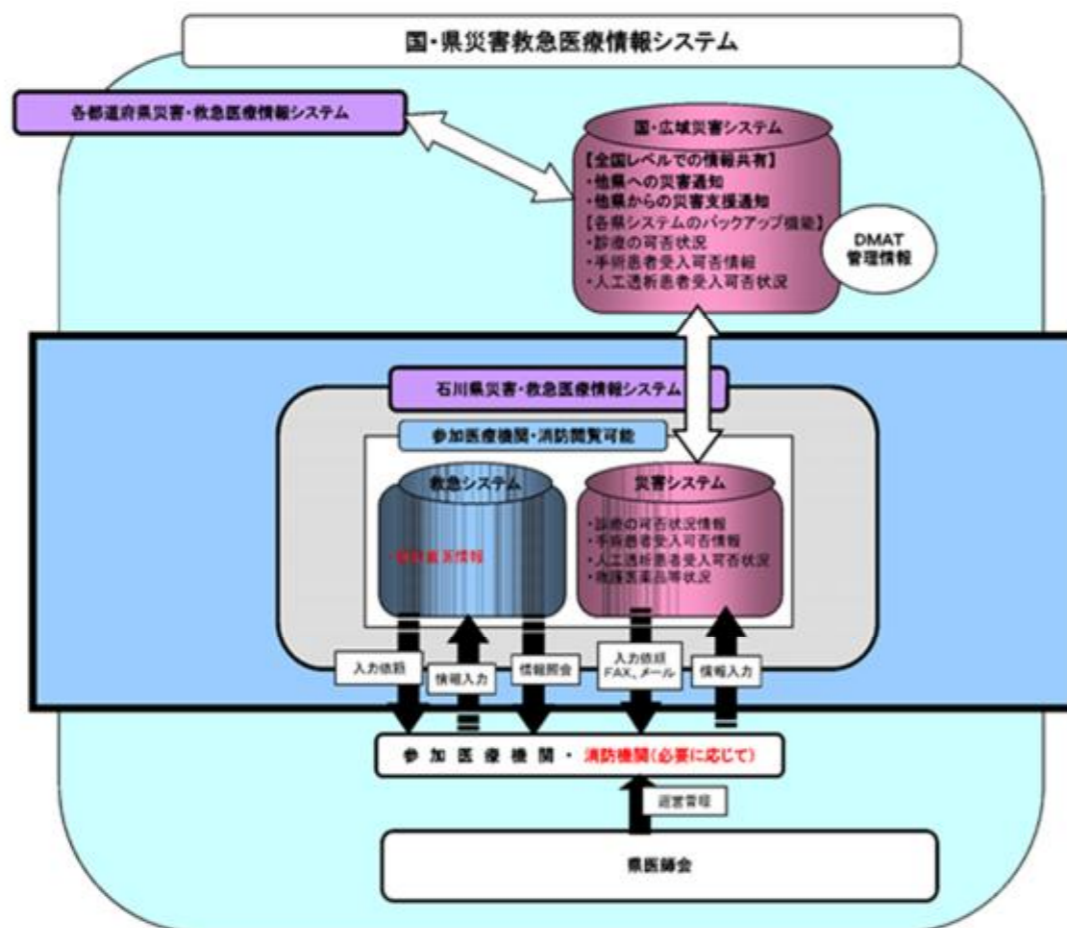 国・県災害救急医療情報システム
各都道府県災害・救急医療情報システム
国・広域災害システム
【全国レベルでの情報共有】
・他県への災害通知
・他県からの災害支援通知
【各県システムのバックアップ機能】
・診療の可否状況
・手術患者受入可否情報
・人工透析患者受入可否状況
DMAT
管理情報
石川県災害・救急医療情報システム
参加医療機関・消防閲覧可能
救急システム
医情報
災害システム
・診療の可否状況情報
・手術患者受入可否情報
・人工透析患者受入可否状況
・救護医薬品等状況
入力依頼
情報入力
情報照会
入力依頼
FAX、メール
情報入力
参加医療機関・消防機関(必要に応じて)
運営管理
県医師会